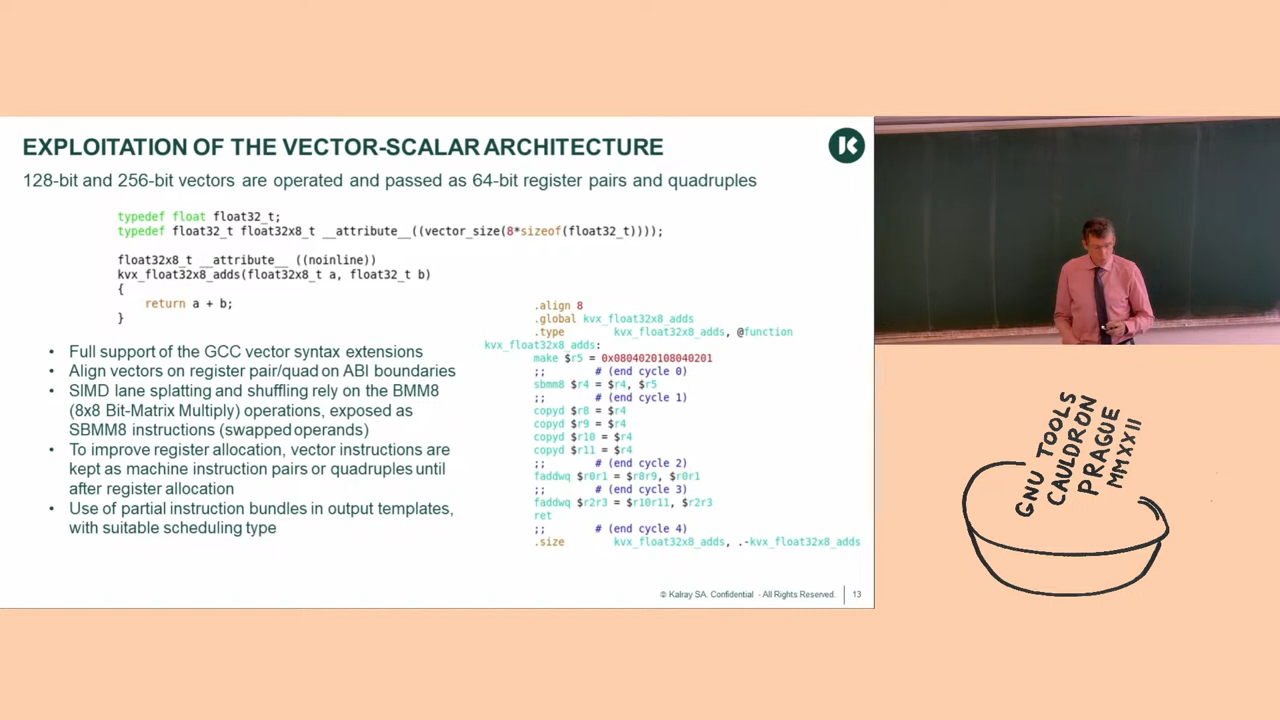 EXPLOITATION OF THE VECTOR-SCALAR ARCHITECTURE
128-bit and 256-bit vectors are operated and passed as 64-bit register pairs and quadruples
typedef float float32_t;
typedef float32_t float32x8_t __attribute__((vector_size(8*sizeof(float32_t))));
float32x8_t __attribute__ ((noinline))
kvx_float32x8_adds(float32x8_t a, float32_t b)
{
return a + b;
}
• Full support of the GCC vector syntax extensions
• Align vectors on register pair/quad on ABI boundaries
• SIMD lane splatting and shuffling rely on the BMM8
(8x8 Bit-Matrix Multiply) operations, exposed as
SBMM8 instructions (swapped operands)
• To improve register allocation, vector instructions are
kept as machine instruction pairs or quadruples until
after register allocation
• Use of partial instruction bundles in output templates,
with suitable scheduling type
.align 8
.global kvx_float32x8_adds
.type kvx_float32x8_adds, @function
kvx_float32x8_adds:
make $r5 = 0x0804020108040201
;; # (end cycle 0)
sbmm8 $r4 = $r4, $r5
;; # (end cycle 1)
copyd $r8 = $r4
copyd $r9 = $r4
copyd $r10 = $r4
copyd $r11 = $r4
;; # (end cycle 2)
faddwq $r0r1 = $r8r9, $r0r1
;; # (end cycle 3)
faddwq $r2r3 = $r10r11, $r2r3
ret
;; # (end cycle 4)
.size kvx_float32x8_adds, .-kvx_float32x8_adds
© Kalray SA. Confidential - All Rights Reserved. 13
GNU TOOLS
CAULDRON
PRAGUE
MMXXII